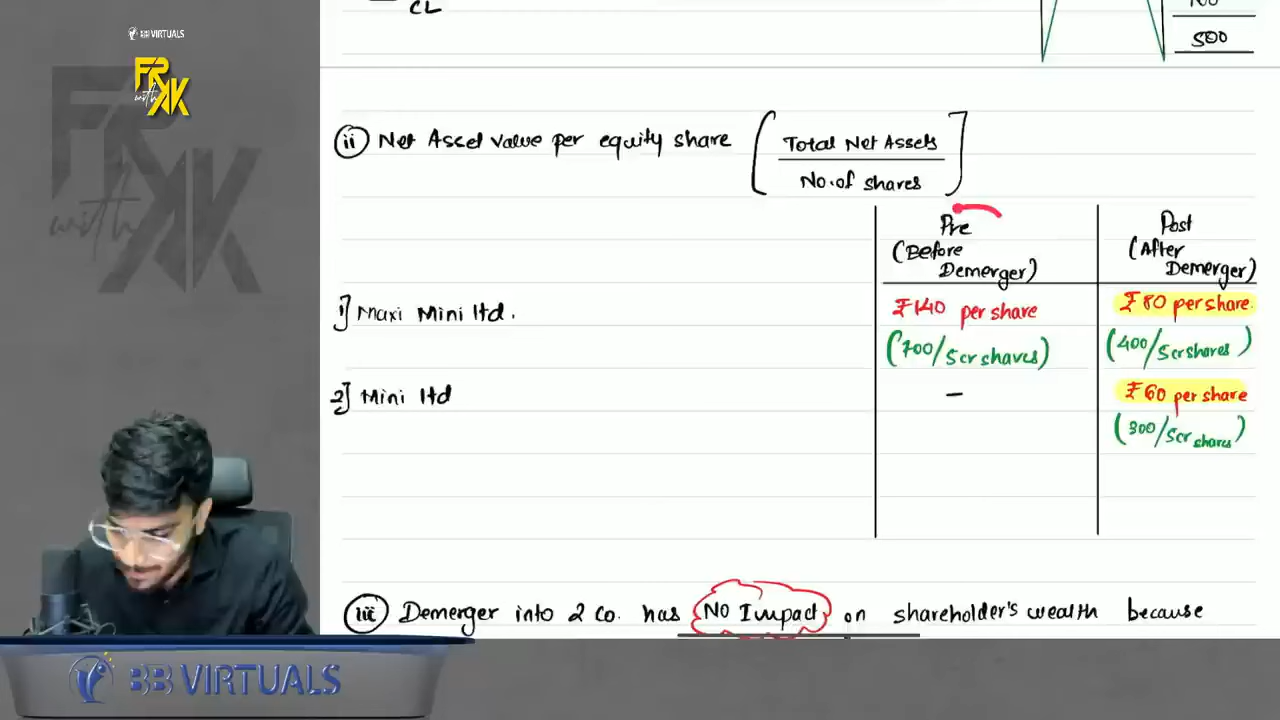 CL
100
500
BB VIRTUALS
FR
with
KK
ii Net Asset Value per equity share [ Total Net Assets / No. of shares ]
Pre Post
(Before Demerger) (After Demerger)
1] Maxi Mini ltd. ₹140 per share ₹80 per share.
(700/5cr shares) (400/5cr shares)
2] Mini ltd — ₹60 per share
(300/5cr shares)
iii Demerger into 2 co. has No Impact on shareholder's wealth because
BB VIRTUALS